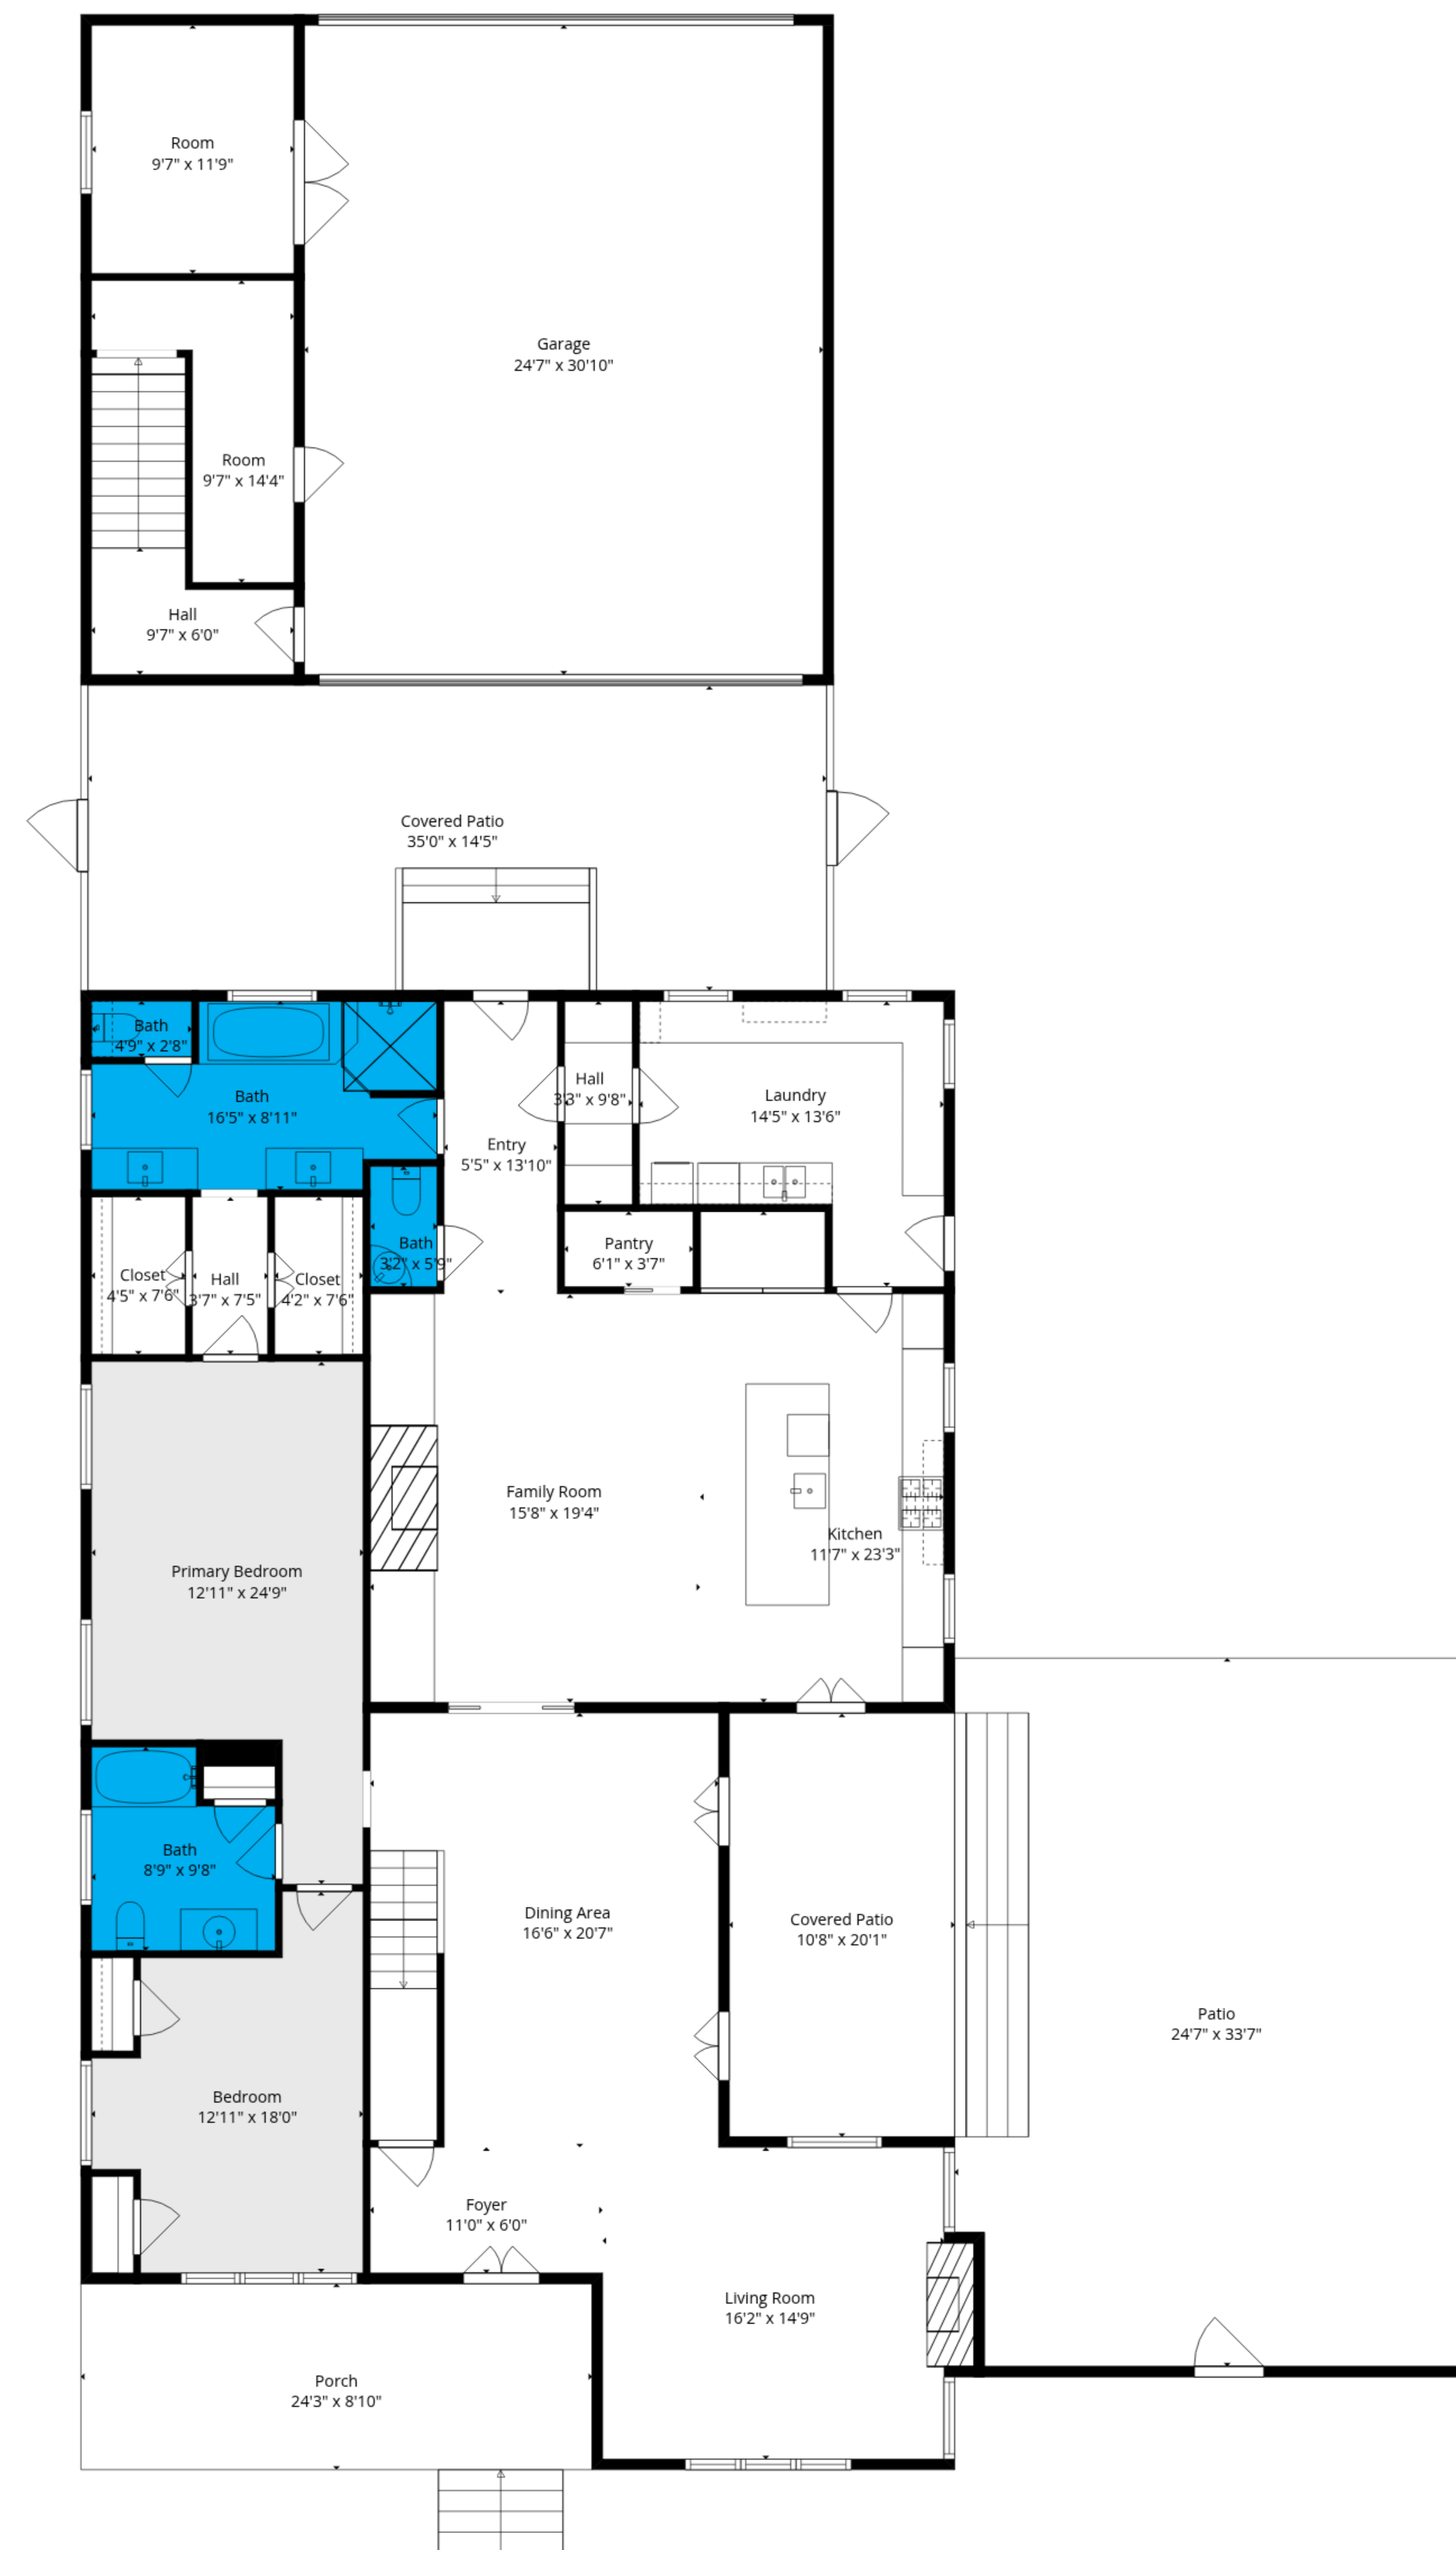 Room
9'7" x 11'9"
Garage
24'7" x 30'10"
Room
9'7" x 14'4"
Hall
9'7" x 6'0"
Covered Patio
35'0" x 14'5"
Bath
4'9" x 2'8"
Bath
16'5" x 8'11"
Hall
3'3" x 9'8"
Laundry
14'5" x 13'6"
Entry
5'5" x 13'10"
Bath
3'2" x 5'9"
Pantry
6'1" x 3'7"
Closet
4'5" x 7'6"
Hall
3'7" x 7'5"
Closet
4'2" x 7'6"
Family Room
15'8" x 19'4"
Kitchen
11'7" x 23'3"
Primary Bedroom
12'11" x 24'9"
Bath
8'9" x 9'8"
Dining Area
16'6" x 20'7"
Covered Patio
10'8" x 20'1"
Patio
24'7" x 33'7"
Bedroom
12'11" x 18'0"
Foyer
11'0" x 6'0"
Living Room
16'2" x 14'9"
Porch
24'3" x 8'10"